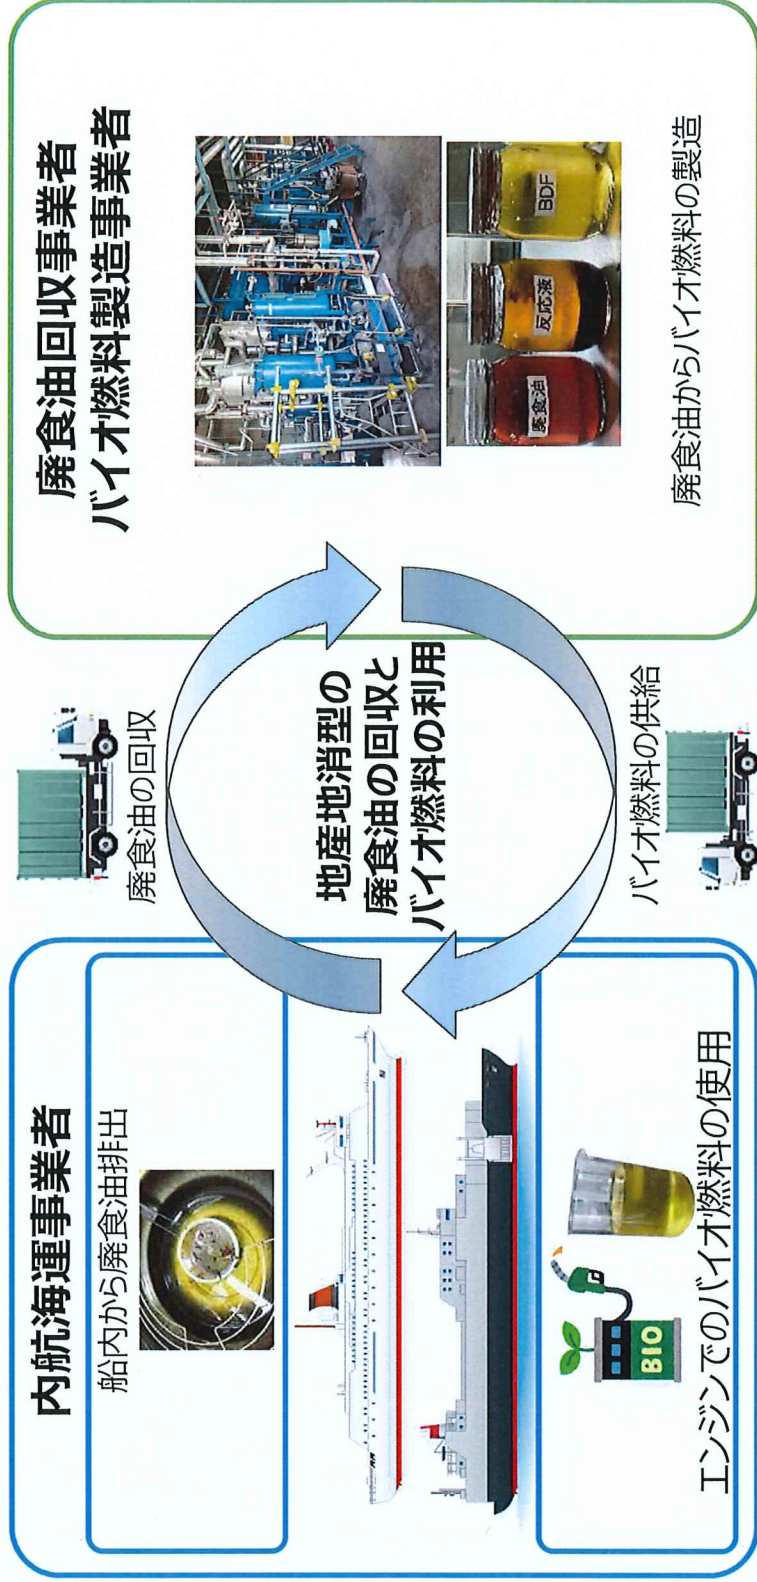 内航海運事業者
船内から廃食油排出
BIO
エンジンでのバイオ燃料の使用
廃食油の回収
地産地消型の
廃食油の回収と
バイオ燃料の利用
バイオ燃料の供給
廃食油回収事業者
バイオ燃料製造事業者
廃食油
反応液
BDF
廃食油からバイオ燃料の製造